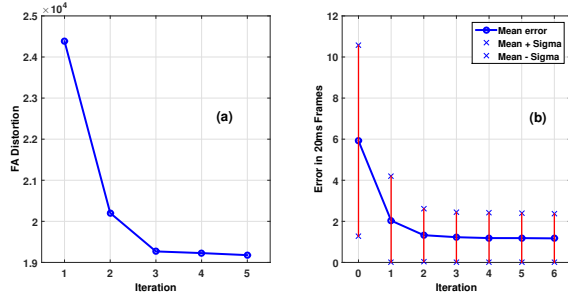 × 10⁴
2.5
2.4
2.3
2.2
2.1
2
1.9
1 2 3 4 5
Iteration
FA Distortion
(a)
12
10
8
6
4
2
0
0 1 2 3 4 5 6
Iteration
Error in 20ms Frames
(b)
Mean error
Mean + Sigma
Mean - Sigma